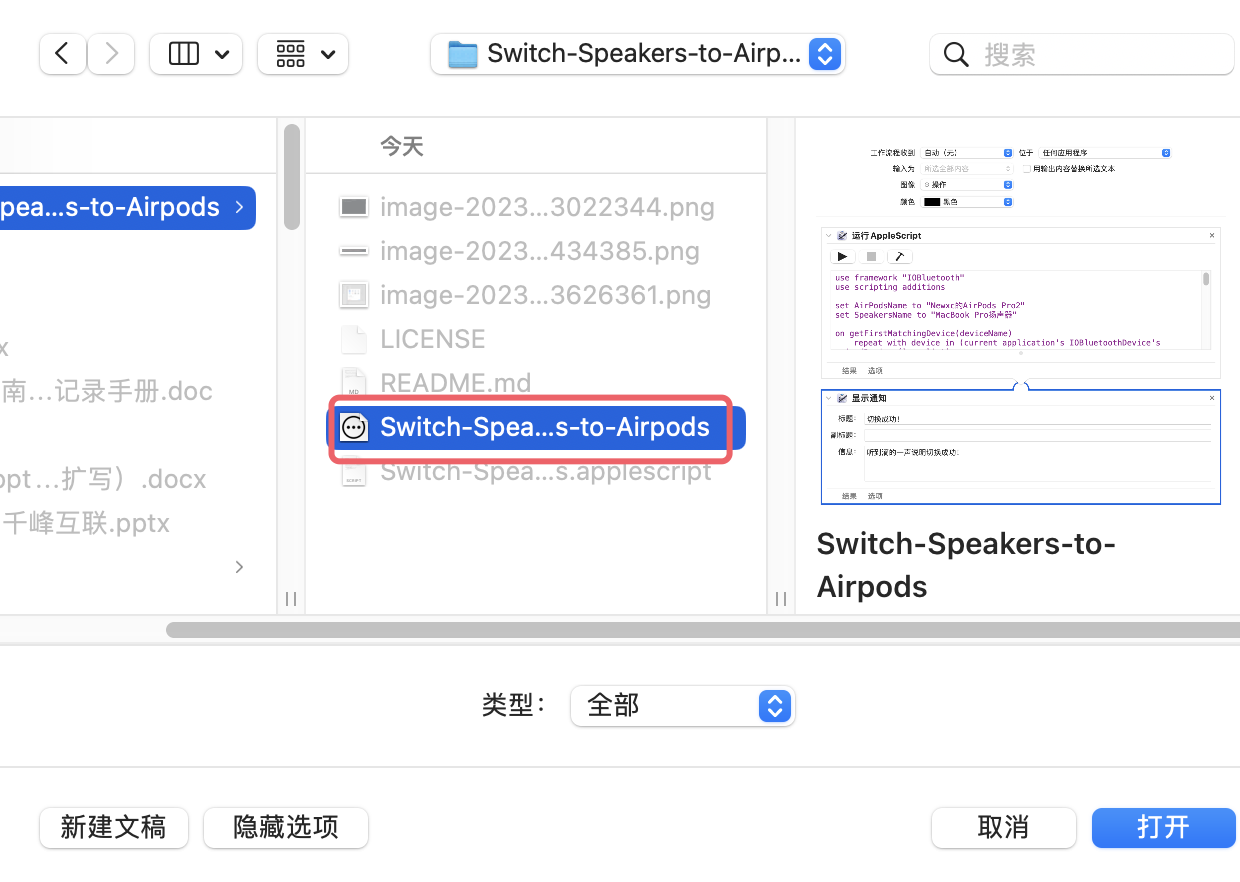 Switch-Speakers-to-Airp...
搜索
pea...s-to-Airpods
x
南...记录手册.doc
ppt ...扩写）.docx
千峰互联.pptx
今天
image-2023...3022344.png
image-2023...434385.png
image-2023...3626361.png
LICENSE
README.md
Switch-Spea...s-to-Airpods
Switch-Spea...s.applescript
工作流程收到 自动（无） 位于 任何应用程序
输入为 所选全部内容 用输出内容替换所选文本
图像 操作
颜色 黑色
运行 AppleScript
use framework "IOBluetooth"
use scripting additions
set AirPodsName to "Newxc的AirPods Pro2"
set SpeakersName to "MacBook Pro扬声器"
on getFirstMatchingDevice(deviceName)
repeat with device in (current application's IOBluetoothDevice's
结果 选项
显示通知
标题： 切换成功！
副标题：
信息： 听到滴的一声说明切换成功.
结果 选项
Switch-Speakers-to-
Airpods
类型： 全部
新建文稿 隐藏选项 取消 打开